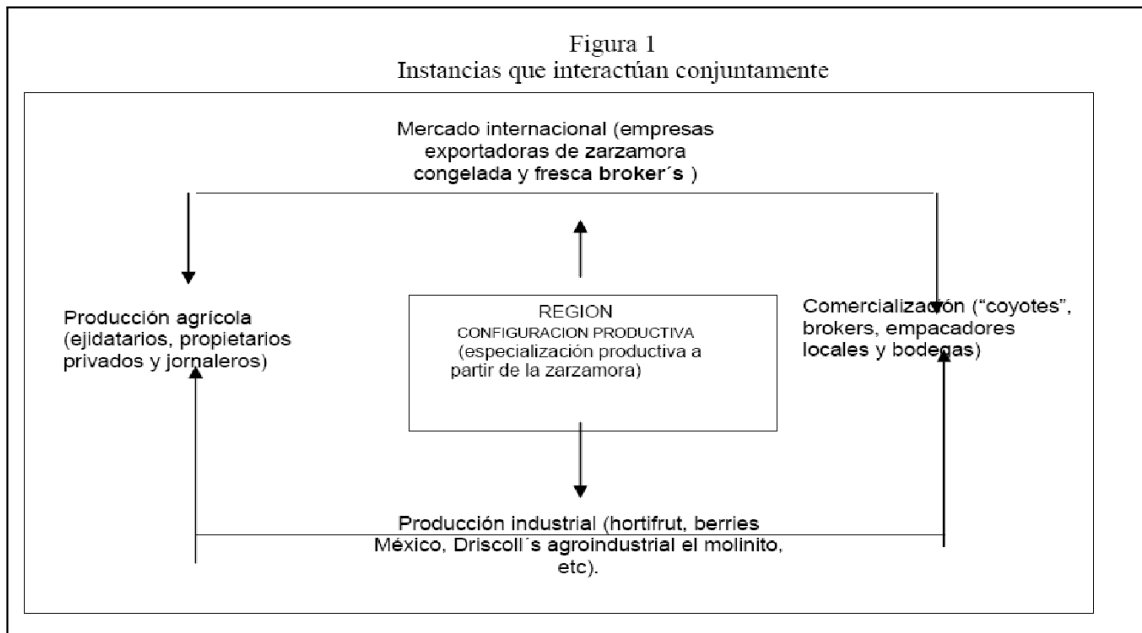 Figura 1
Instancias que interactúan conjuntamente
Mercado internacional (empresas
exportadoras de zarzamora
congelada y fresca broker´s )
Producción agrícola
(ejidatarios, propietarios
privados y jornaleros)
REGION
CONFIGURACION PRODUCTIVA
(especialización productiva a
partir de la zarzamora)
Comercialización (“coyotes”,
brokers, empacadores
locales y bodegas)
Producción industrial (hortifrut, berries
México, Driscoll´s agroindustrial el molinito,
etc).